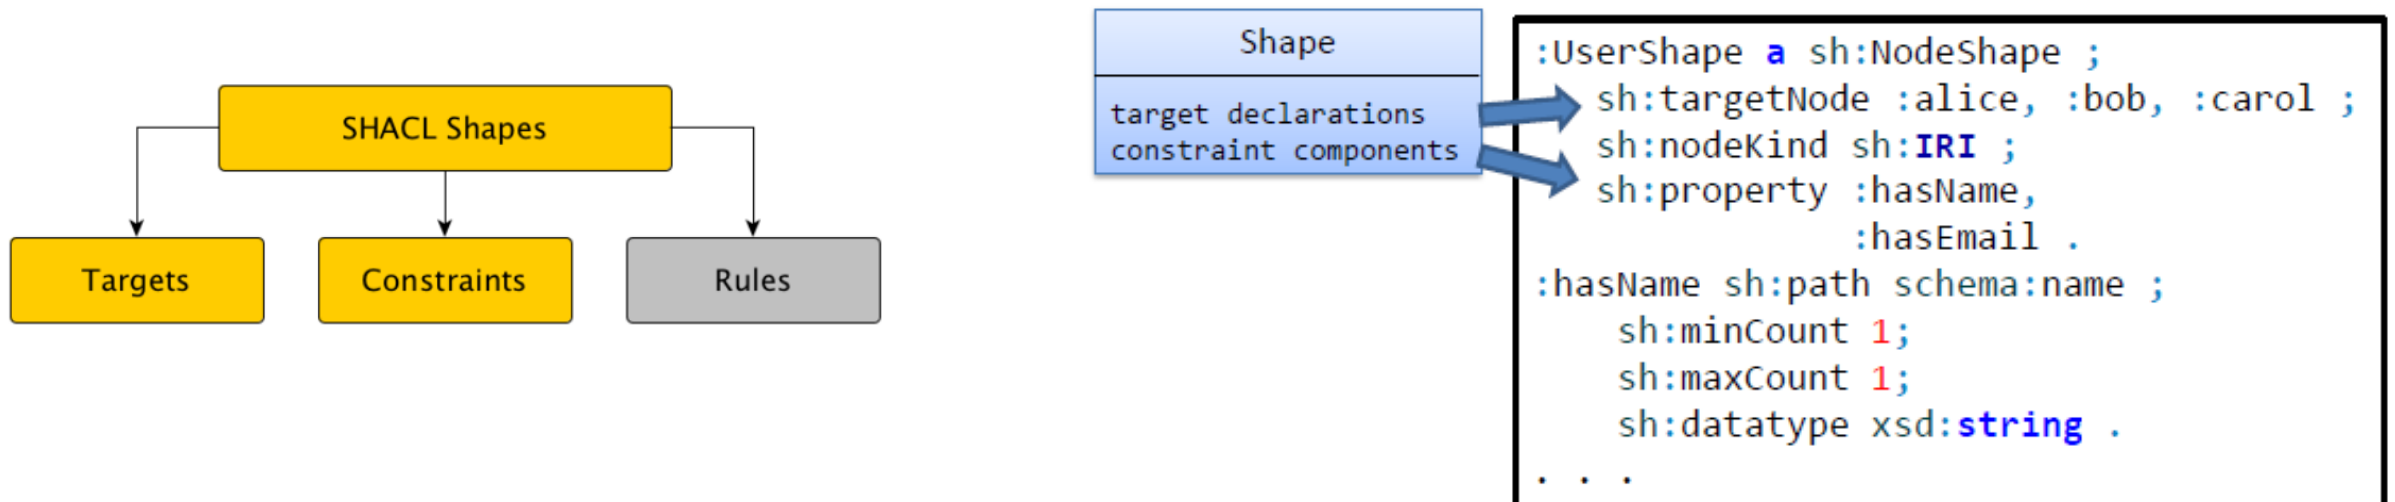 SHACL Shapes
Targets
Constraints
Rules
Shape
target declarations
constraint components
:UserShape a sh:NodeShape ;
sh:targetNode :alice, :bob, :carol ;
sh:nodeKind sh:IRI ;
sh:property :hasName,
:hasEmail .
:hasName sh:path schema:name ;
sh:minCount 1;
sh:maxCount 1;
sh:datatype xsd:string .
. . .